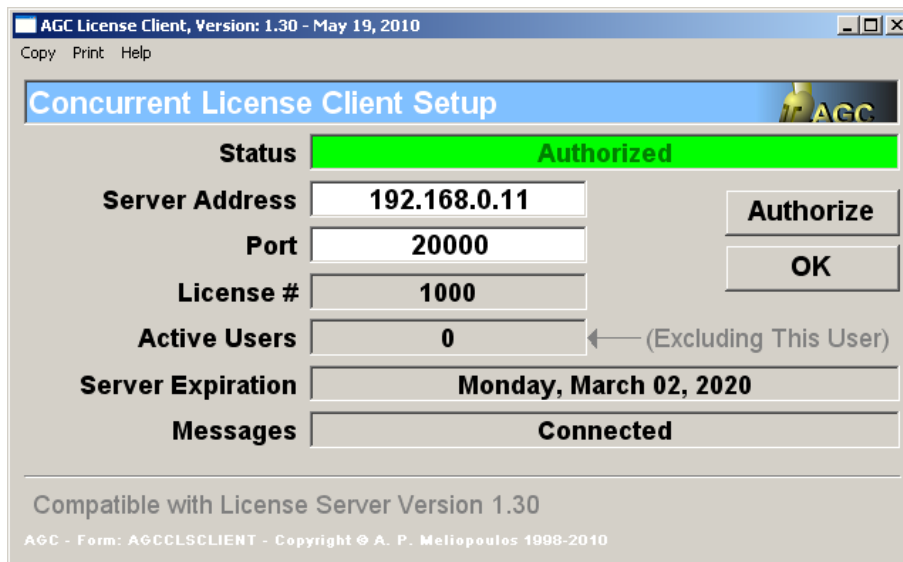 AGC License Client, Version: 1.30 - May 19, 2010
Copy Print Help
Concurrent License Client Setup
AGC
Status Authorized
Server Address 192.168.0.11
Authorize
Port 20000
OK
License # 1000
Active Users 0 (Excluding This User)
Server Expiration Monday, March 02, 2020
Messages Connected
Compatible with License Server Version 1.30
AGC - Form: AGCCLSCLIENT - Copyright © A. P. Meliopoulos 1998-2010